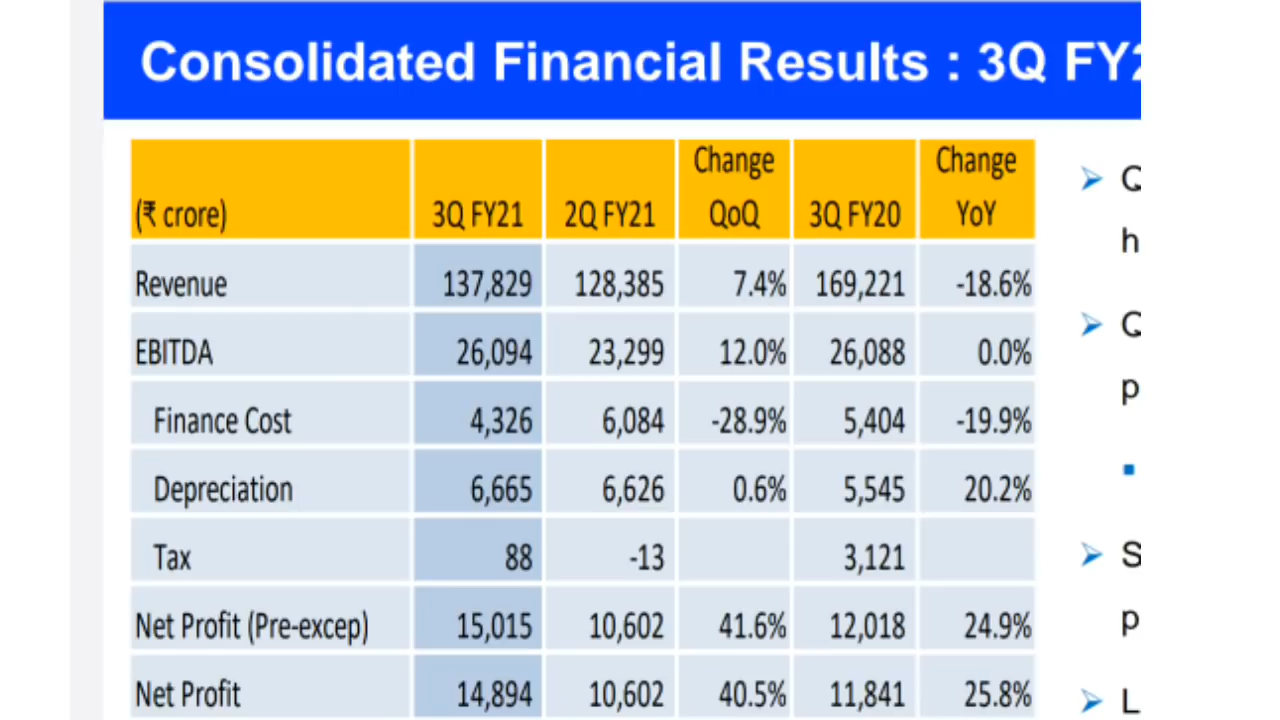 Consolidated Financial Results : 3Q FY2
(₹ crore) 3Q FY21 2Q FY21 Change QoQ 3Q FY20 Change YoY
Revenue 137,829 128,385 7.4% 169,221 -18.6%
EBITDA 26,094 23,299 12.0% 26,088 0.0%
Finance Cost 4,326 6,084 -28.9% 5,404 -19.9%
Depreciation 6,665 6,626 0.6% 5,545 20.2%
Tax 88 -13 3,121
Net Profit (Pre-excep) 15,015 10,602 41.6% 12,018 24.9%
Net Profit 14,894 10,602 40.5% 11,841 25.8%